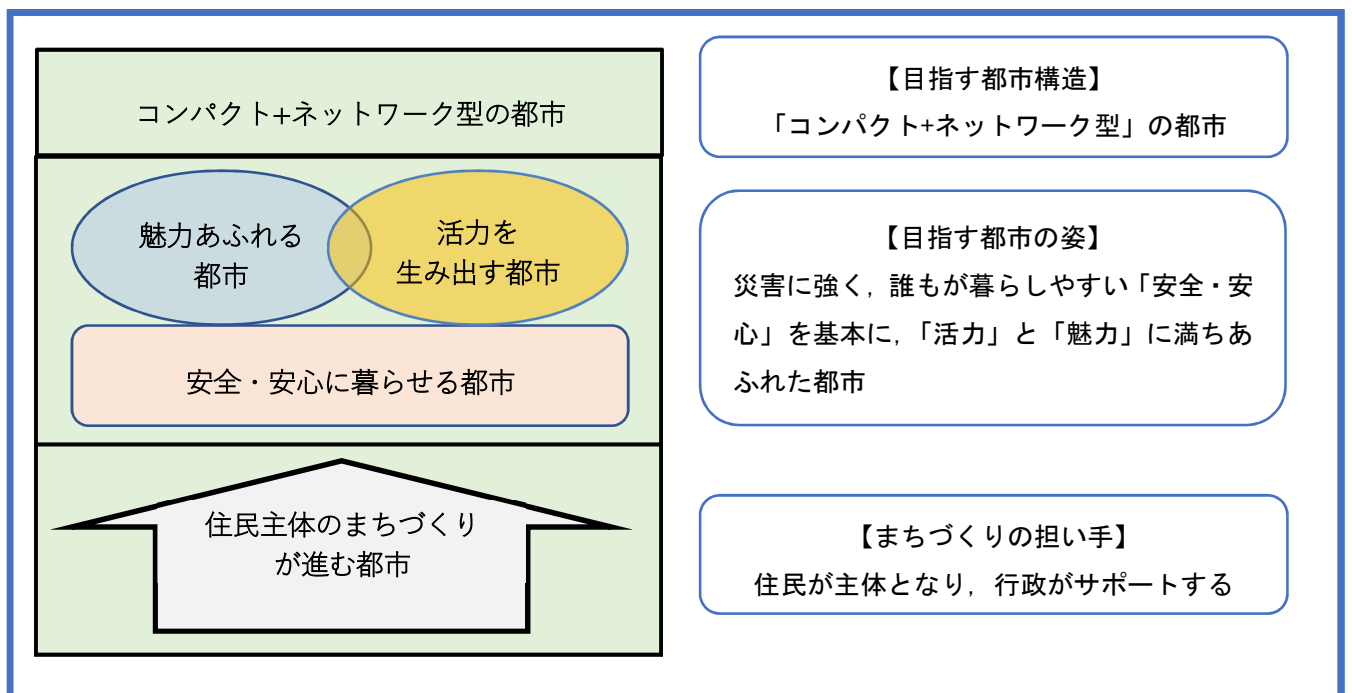 コンパクト+ネットワーク型の都市
魅力あふれる
都市
活力を
生み出す都市
安全・安心に暮らせる都市
住民主体のまちづくり
が進む都市
【目指す都市構造】
「コンパクト+ネットワーク型」の都市
【目指す都市の姿】
災害に強く，誰もが暮らしやすい「安全・安
心」を基本に，「活力」と「魅力」に満ちあ
ふれた都市
【まちづくりの担い手】
住民が主体となり，行政がサポートする